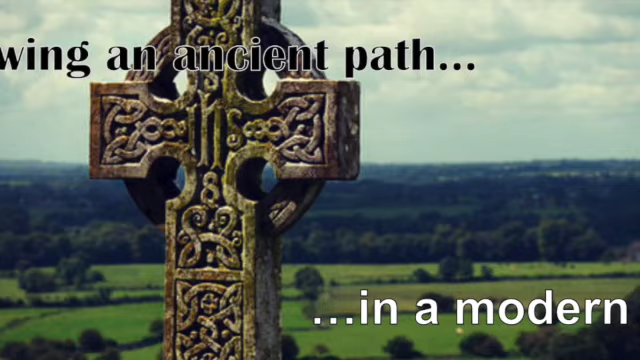 wing an ancient path...
...in a modern